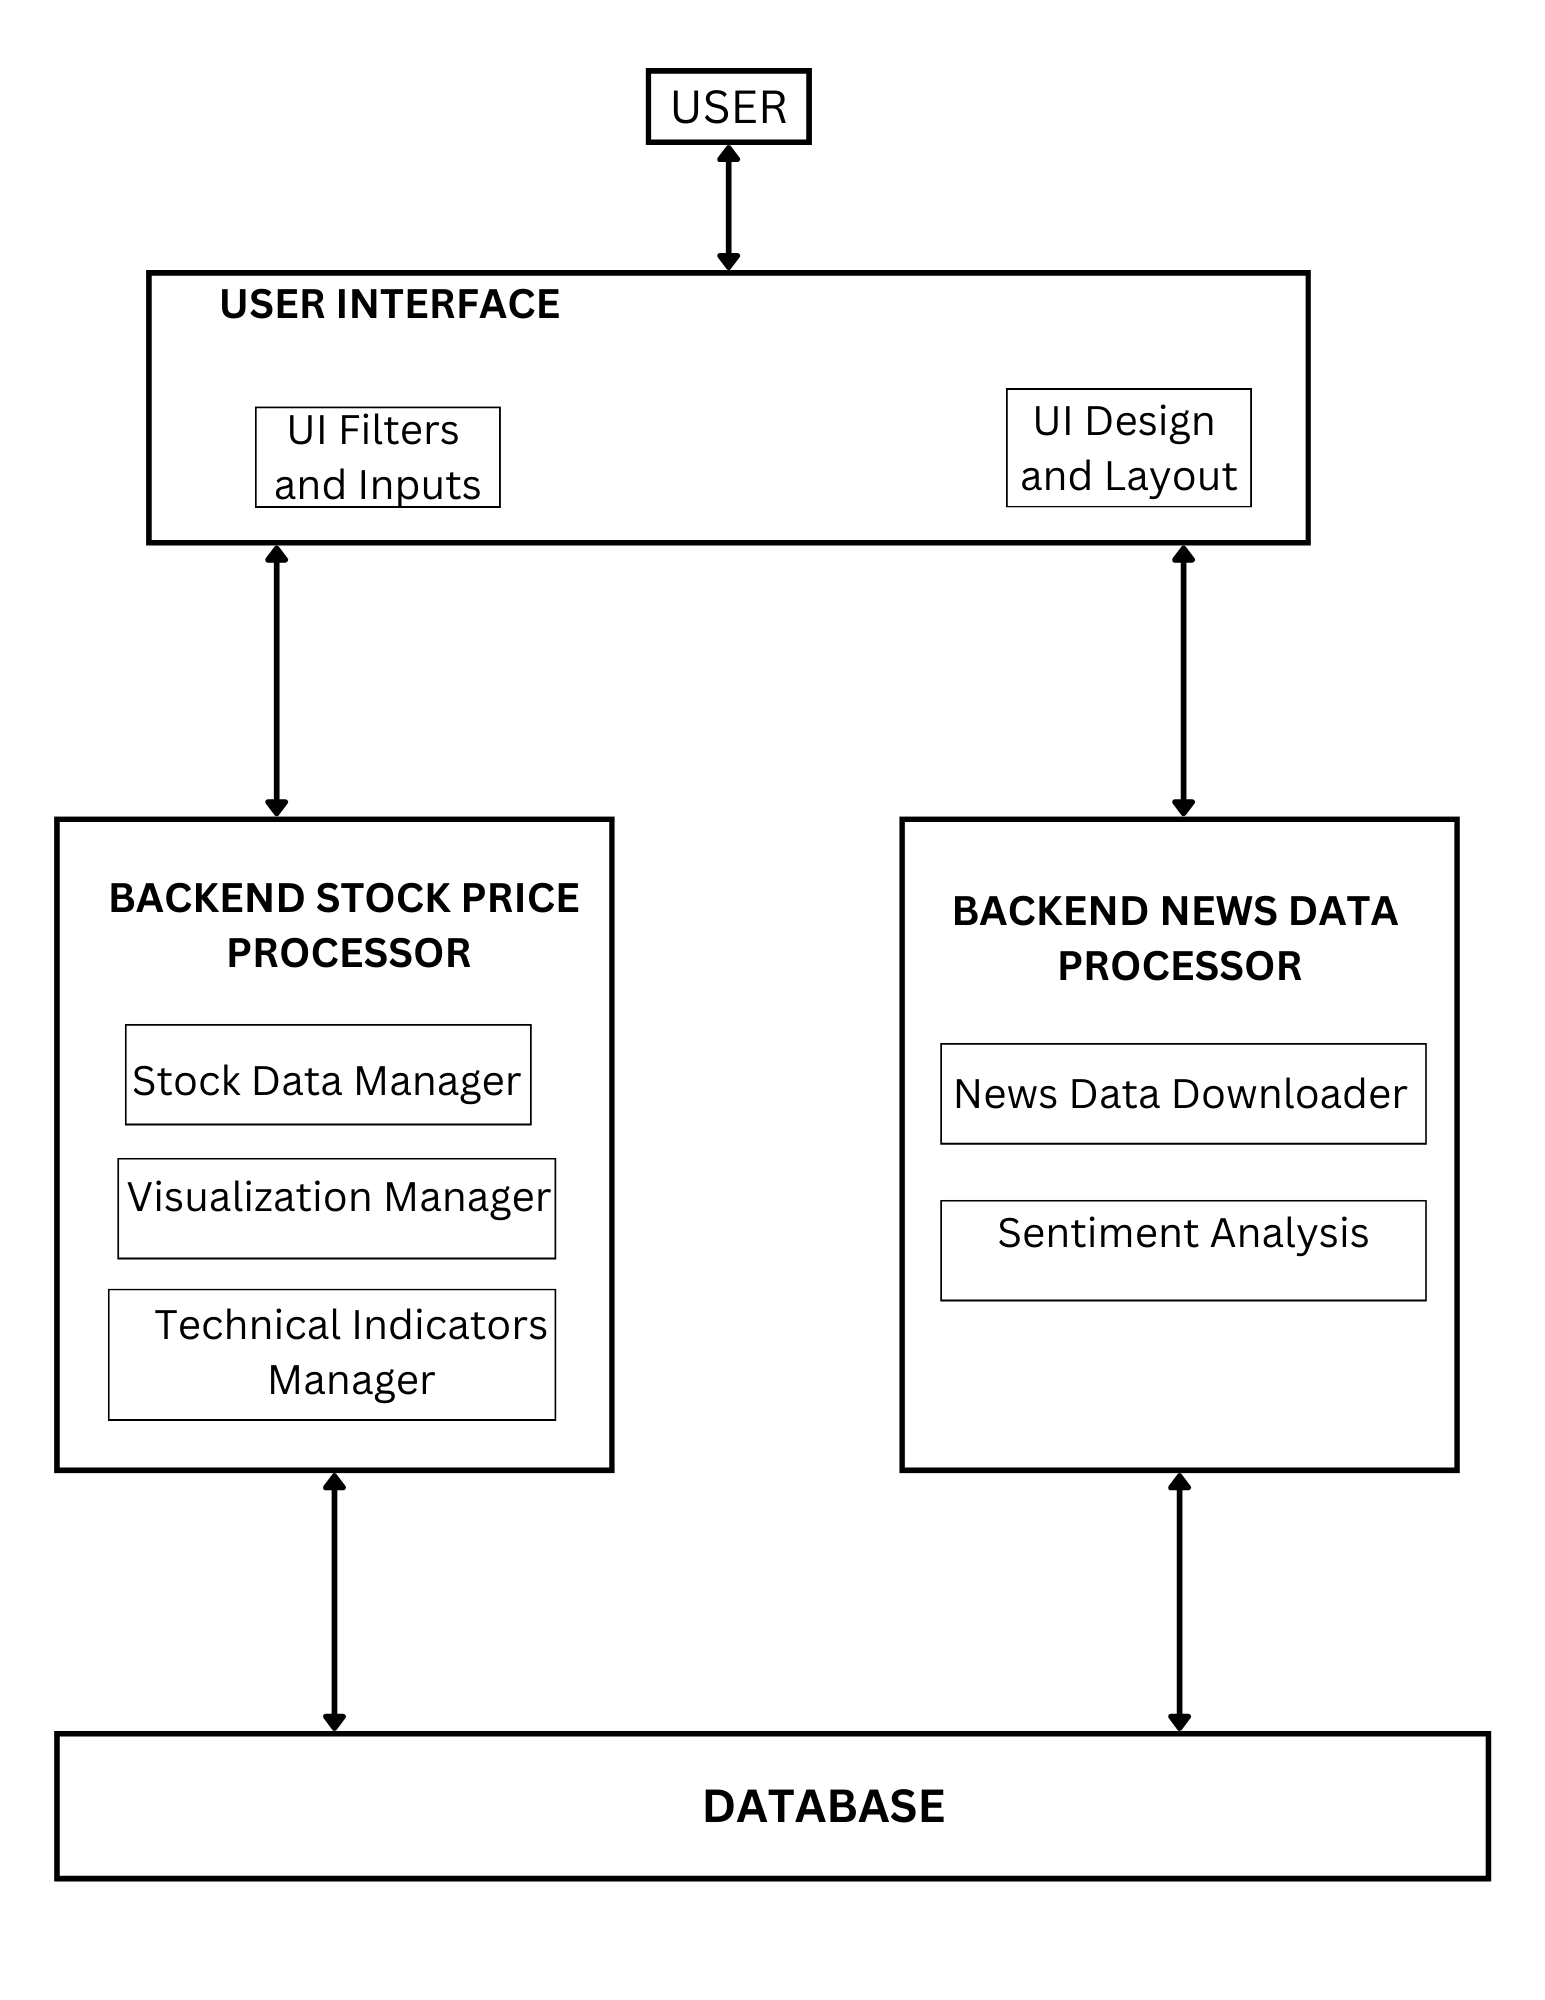 USER
USER INTERFACE
UI Filters
and Inputs
UI Design
and Layout
BACKEND STOCK PRICE
PROCESSOR
Stock Data Manager
Visualization Manager
Technical Indicators
Manager
BACKEND NEWS DATA
PROCESSOR
News Data Downloader
Sentiment Analysis
DATABASE